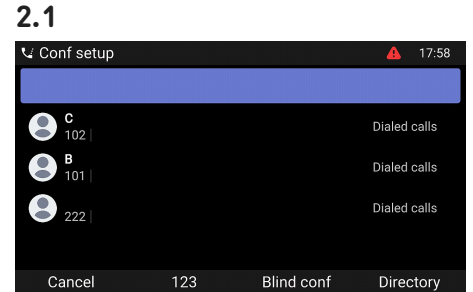 2.1
Conf setup 17:58
C
102 Dialed calls
B
101 Dialed calls
222 Dialed calls
Cancel 123 Blind conf Directory